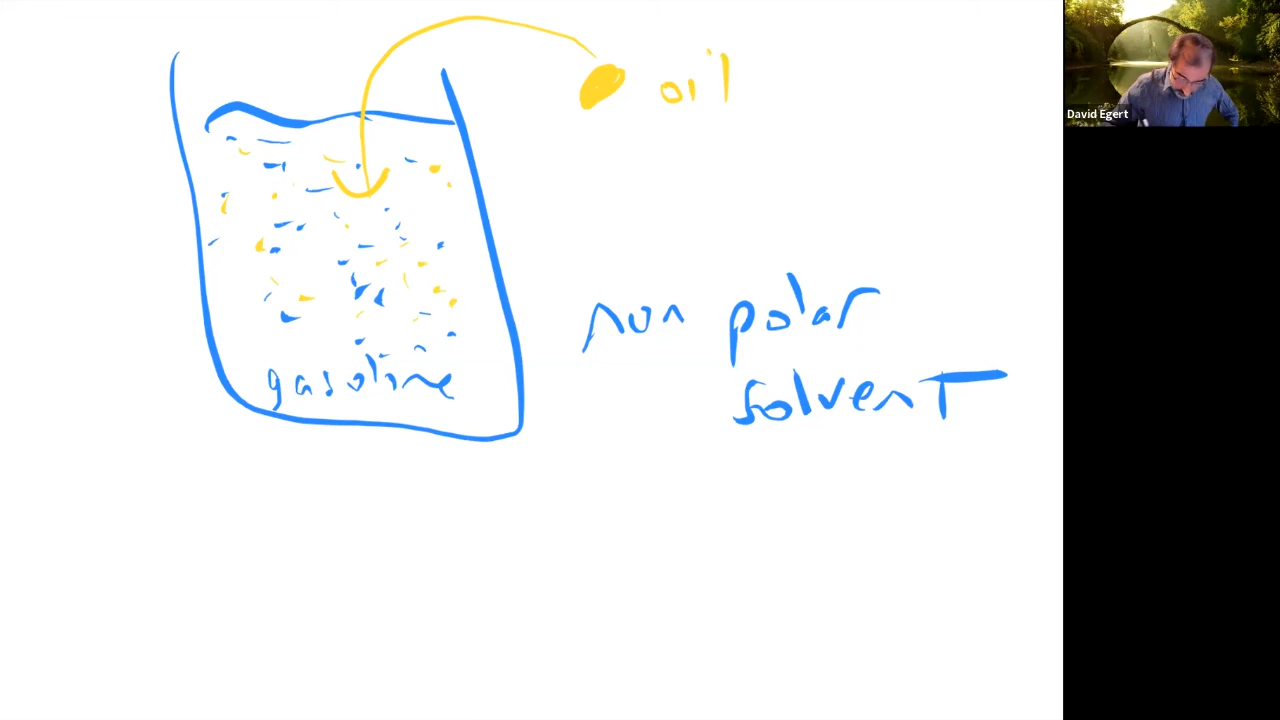 oil
David Egert
non polar
solvent
gasoline